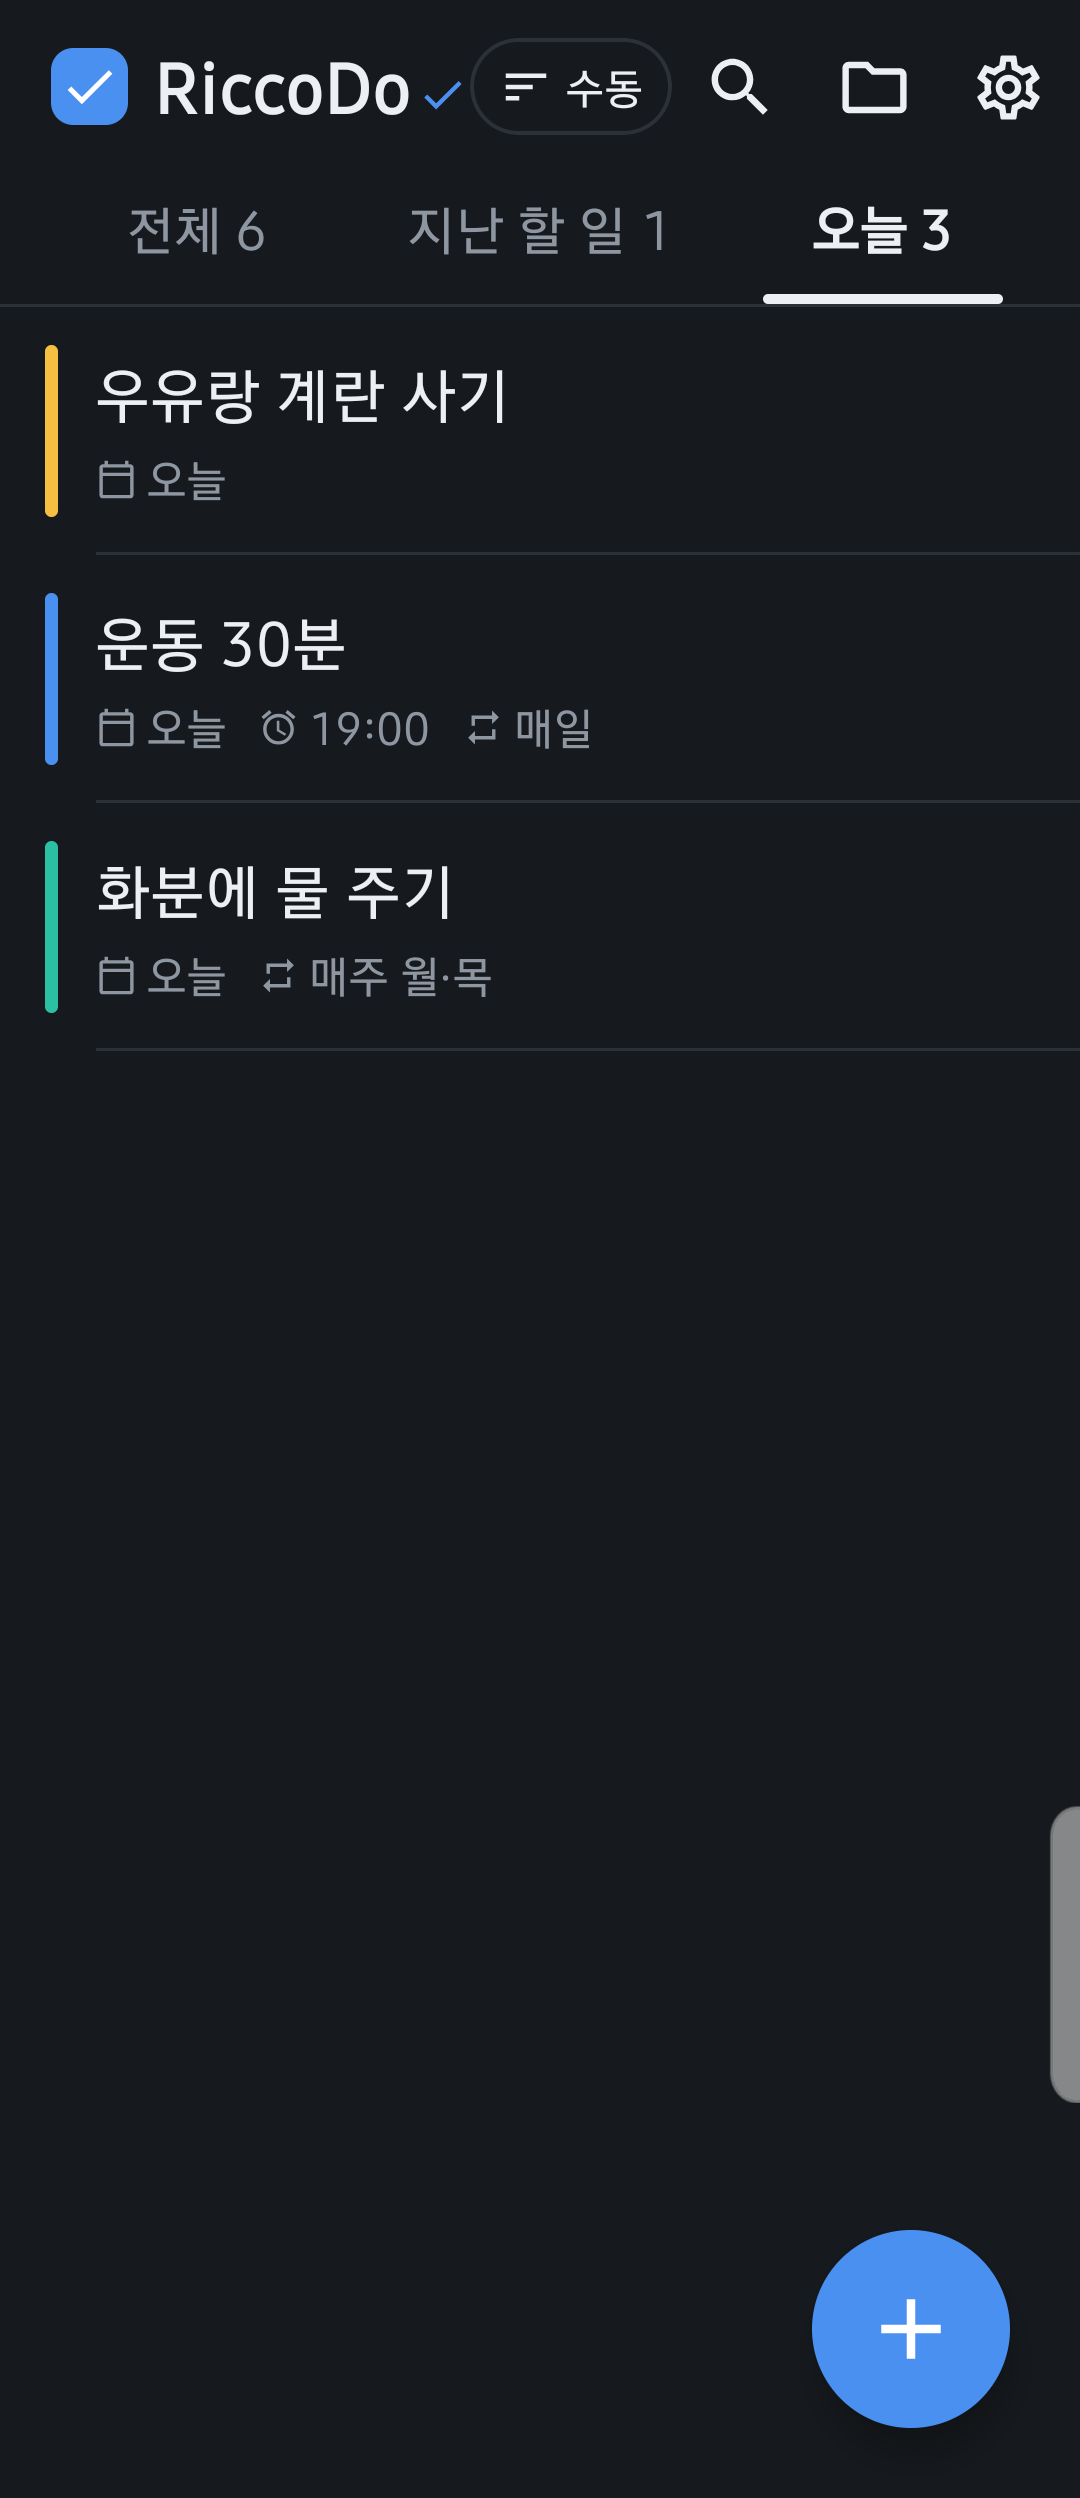 RiccoDo 수동
전체 6 지난 할 일 1 오늘 3
우유랑 계란 사기
오늘
운동 30분
오늘 19:00 매일
화분에 물 주기
오늘 매주 월·목